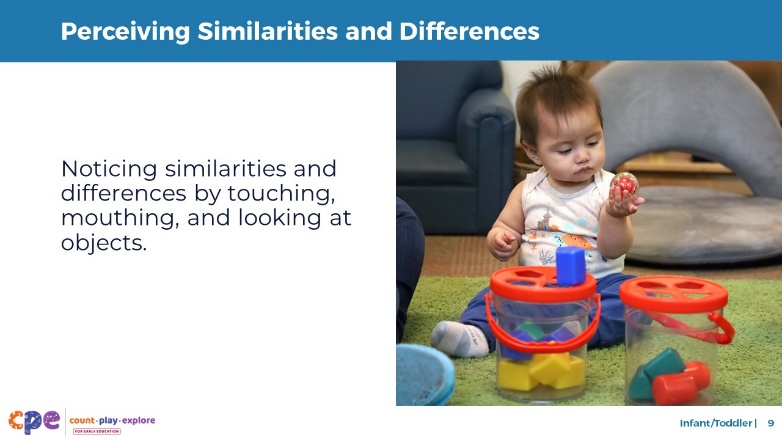 Perceiving Similarities and Differences
Noticing similarities and
differences by touching,
mouthing, and looking at
objects.
cpe
count·play·explore
FOR EARLY EDUCATION
Infant/Toddler | 9